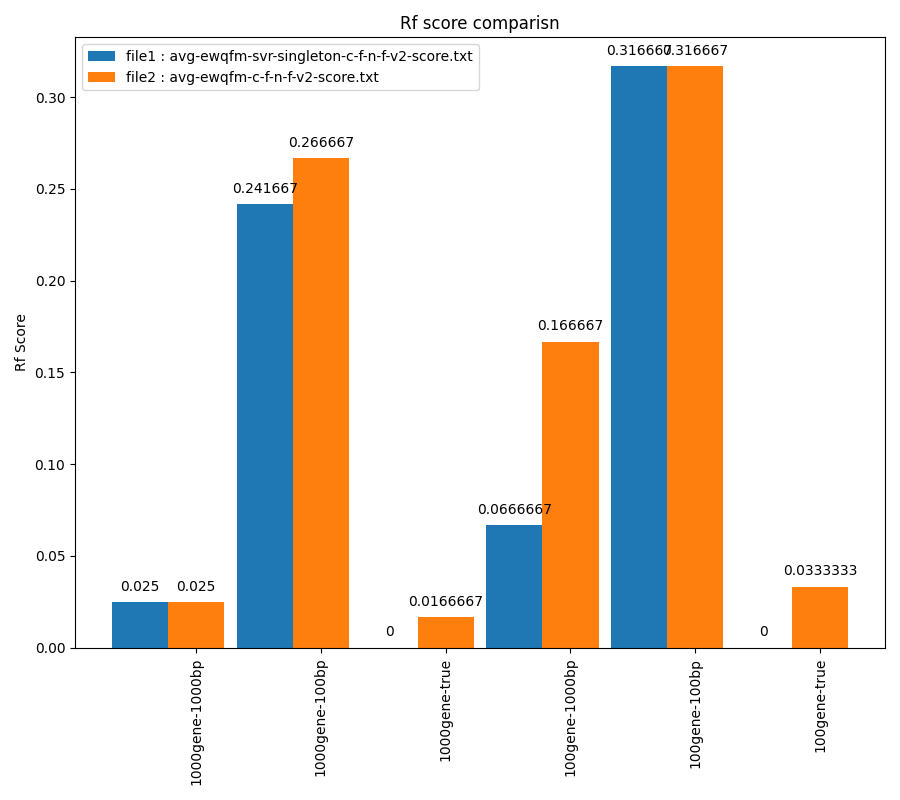 Rf score comparisn
file1 : avg-ewqfm-svr-singleton-c-f-n-f-v2-score.txt
file2 : avg-ewqfm-c-f-n-f-v2-score.txt
Rf Score
0.30
0.25
0.20
0.15
0.10
0.05
0.00
0.025
0.025
0.241667
0.266667
0
0.0166667
0.0666667
0.166667
0.316667
0.316667
0
0.0333333
1000gene-1000bp
1000gene-100bp
1000gene-true
100gene-1000bp
100gene-100bp
100gene-true